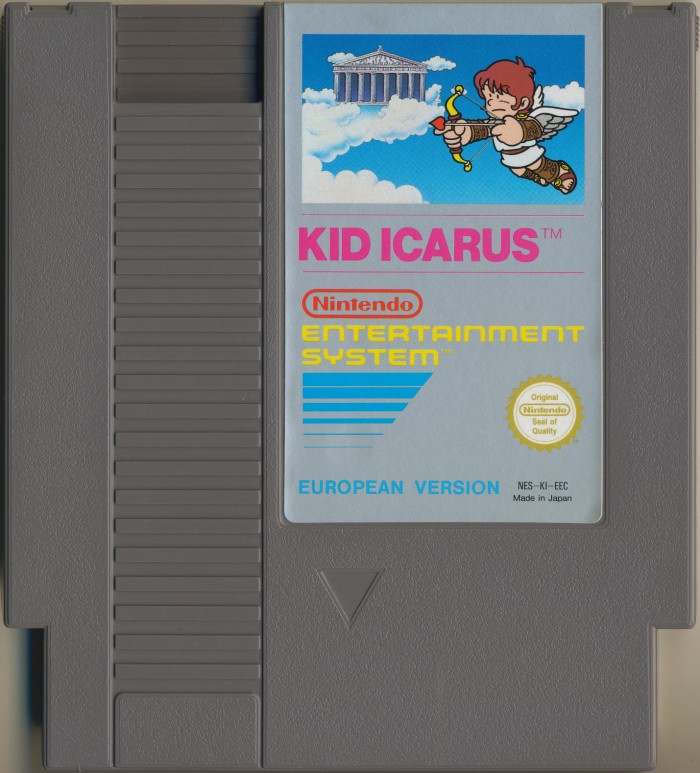 KID ICARUS™
Nintendo
ENTERTAINMENT
SYSTEM™
Original
Nintendo
Seal of
Quality
EUROPEAN VERSION
NES-KI-EEC
Made in Japan